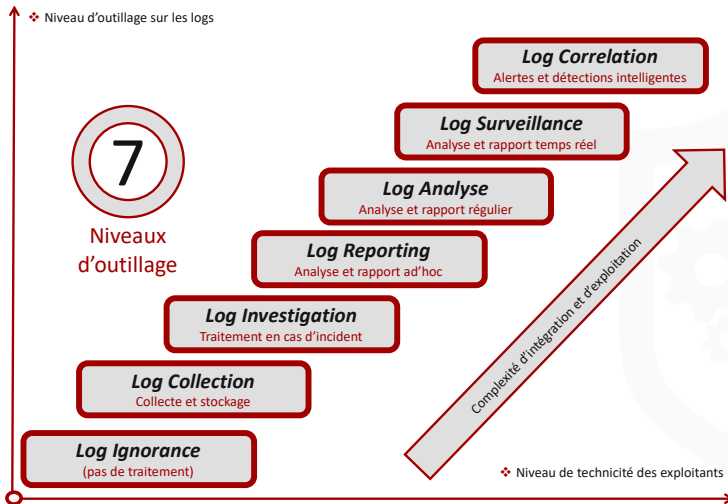 ❖ Niveau d'outillage sur les logs
Log Correlation
Alertes et détections intelligentes
Log Surveillance
Analyse et rapport temps réel
7
Niveaux
d'outillage
Log Analyse
Analyse et rapport régulier
Log Reporting
Analyse et rapport ad'hoc
Log Investigation
Traitement en cas d'incident
Log Collection
Collecte et stockage
Log Ignorance
(pas de traitement)
Complexité d'intégration et d'exploitation
❖ Niveau de technicité des exploitants